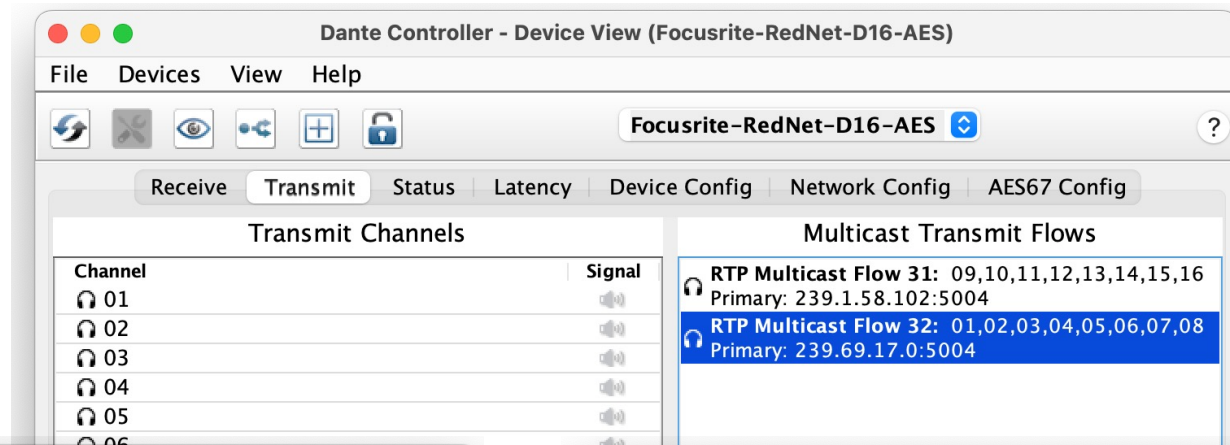 Dante Controller - Device View (Focusrite-RedNet-D16-AES)
File Devices View Help
Focusrite-RedNet-D16-AES ?
Receive Transmit Status Latency Device Config Network Config AES67 Config
Transmit Channels
Channel Signal
01
02
03
04
05
06
Multicast Transmit Flows
RTP Multicast Flow 31: 09,10,11,12,13,14,15,16
Primary: 239.1.58.102:5004
RTP Multicast Flow 32: 01,02,03,04,05,06,07,08
Primary: 239.69.17.0:5004